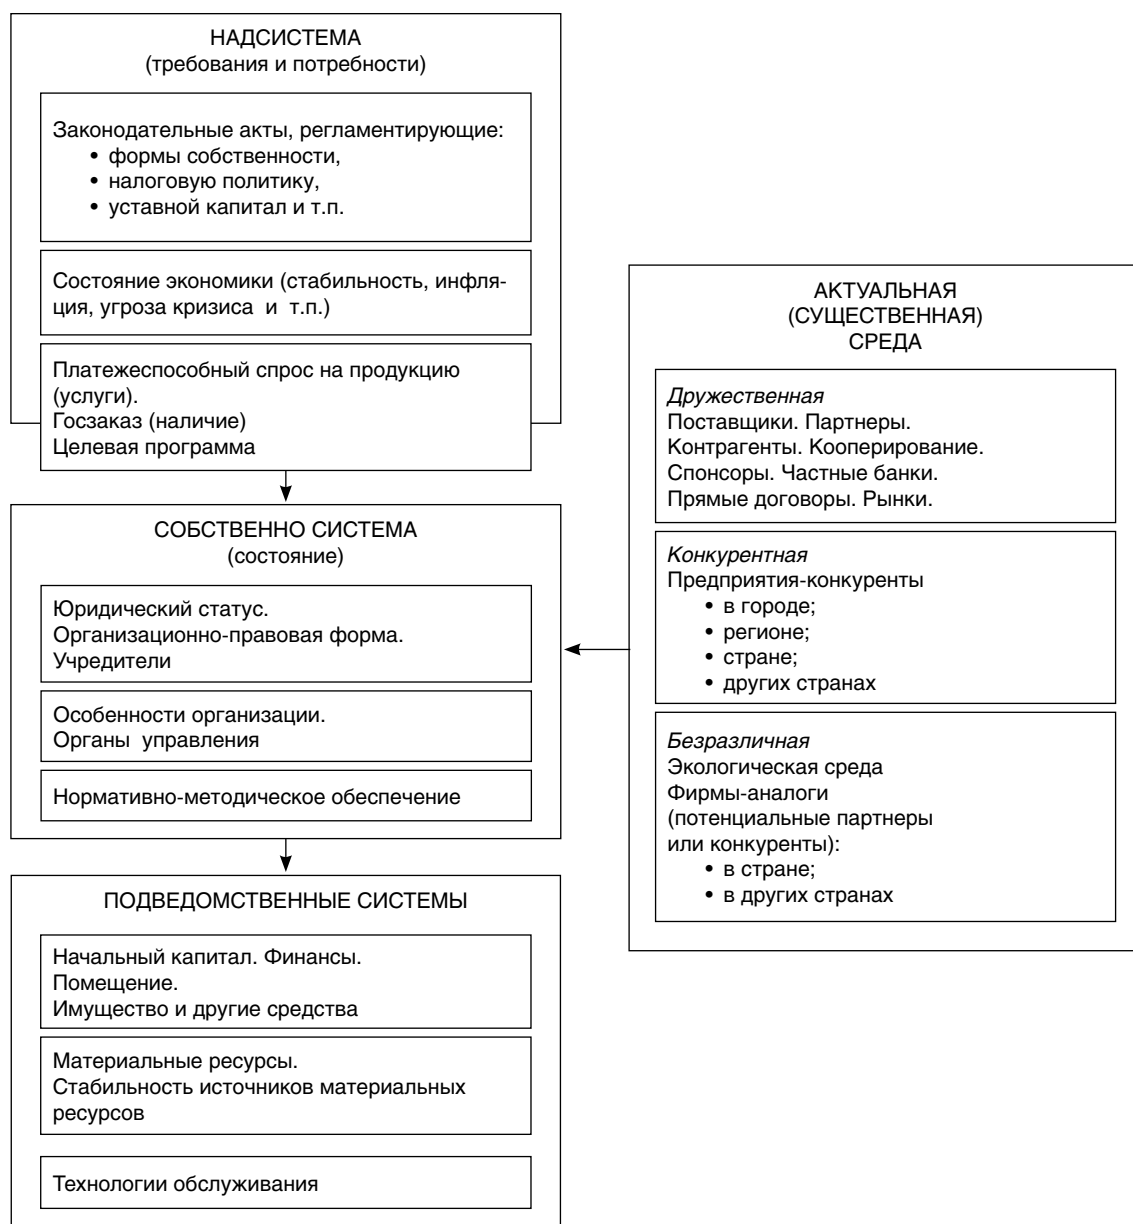 НАДСИСТЕМА
(требования и потребности)
Законодательные акты, регламентирующие:
• формы собственности,
• налоговую политику,
• уставной капитал и т.п.
Состояние экономики (стабильность, инфля-
ция, угроза кризиса и т.п.)
Платежеспособный спрос на продукцию
(услуги).
Госзаказ (наличие)
Целевая программа
СОБСТВЕННО СИСТЕМА
(состояние)
Юридический статус.
Организационно-правовая форма.
Учредители
Особенности организации.
Органы управления
Нормативно-методическое обеспечение
ПОДВЕДОМСТВЕННЫЕ СИСТЕМЫ
Начальный капитал. Финансы.
Помещение.
Имущество и другие средства
Материальные ресурсы.
Стабильность источников материальных
ресурсов
Технологии обслуживания
АКТУАЛЬНАЯ
(СУЩЕСТВЕННАЯ)
СРЕДА
Дружественная
Поставщики. Партнеры.
Контрагенты. Кооперирование.
Спонсоры. Частные банки.
Прямые договоры. Рынки.
Конкурентная
Предприятия-конкуренты
• в городе;
• регионе;
• стране;
• других странах
Безразличная
Экологическая среда
Фирмы-аналоги
(потенциальные партнеры
или конкуренты):
• в стране;
• в других странах